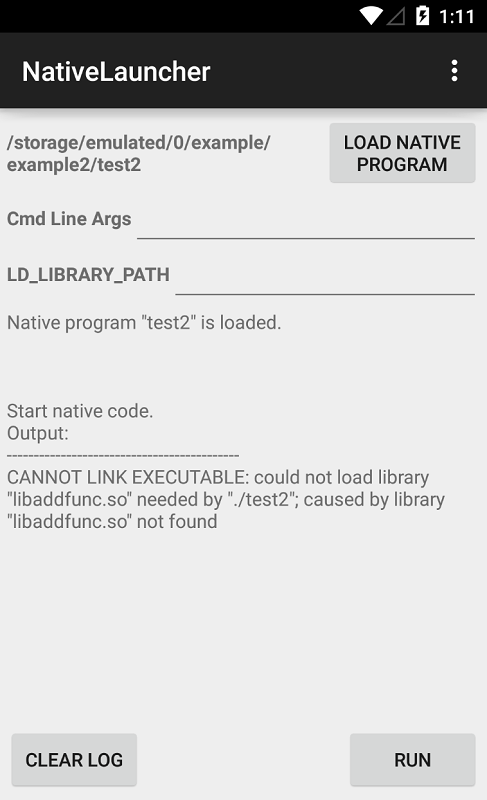 1:11
NativeLauncher
/storage/emulated/0/example/
example2/test2
LOAD NATIVE
PROGRAM
Cmd Line Args
LD_LIBRARY_PATH
Native program "test2" is loaded.
Start native code.
Output:
--------------------------------------------
CANNOT LINK EXECUTABLE: could not load library
"libaddfunc.so" needed by "./test2"; caused by library
"libaddfunc.so" not found
CLEAR LOG
RUN